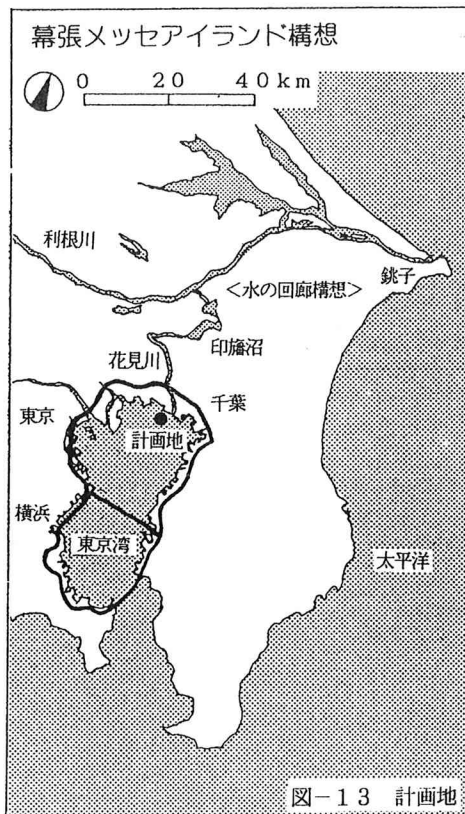 幕張メッセアイランド構想
0 20 40km
利根川
<水の回廊構想>
銚子
印旛沼
花見川
千葉
東京
計画地
横浜
東京湾
太平洋
図-13 計画地